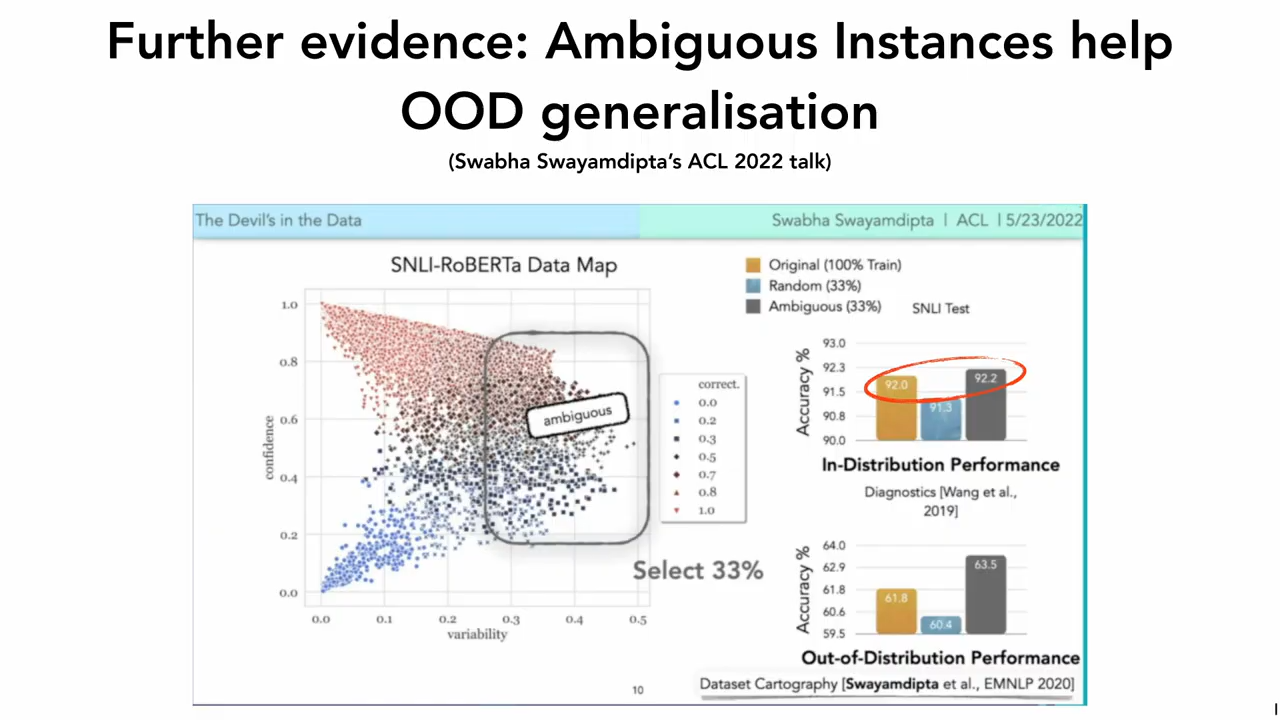 Further evidence: Ambiguous Instances help
OOD generalisation
(Swabha Swayamdipta's ACL 2022 talk)
The Devil's in the Data
Swabha Swayamdipta | ACL | 5/23/2022
SNLI-RoBERTa Data Map
1.0
0.8
0.6
0.4
0.2
0.0
confidence
0.0 0.1 0.2 0.3 0.4 0.5
variability
ambiguous
correct.
0.0
0.2
0.3
0.5
0.7
0.8
1.0
Select 33%
Original (100% Train)
Random (33%)
Ambiguous (33%)
SNLI Test
Accuracy %
93.0
92.3
91.5
90.8
90.0
92.0
91.3
92.2
In-Distribution Performance
Diagnostics [Wang et al.,
2019]
Accuracy %
64.0
62.9
61.8
60.6
59.5
61.8
60.4
63.5
Out-of-Distribution Performance
10
Dataset Cartography [Swayamdipta et al., EMNLP 2020]